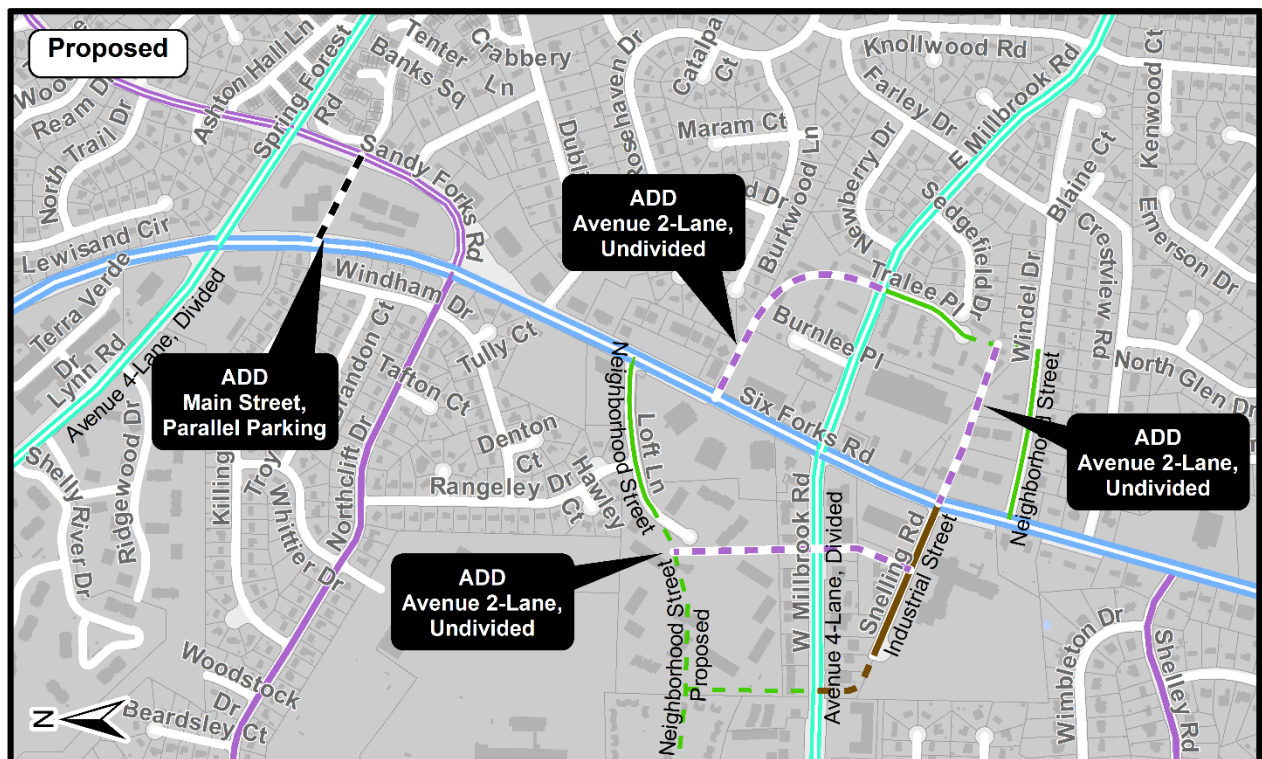 Proposed
Ream Dr
North Trail Dr
Ashton Hall Ln
Spring Forest
Rd
Banks Sq
Tenter
Crabbery
Ln
Sandy Forks
Rd
Dubli
Rosehaven Dr
Catalpa
Ct
Maram Ct
d Dr
Burkwood Ln
Knollwood Rd
Farley Dr
E Millbrook Rd
Kenwood Ct
Newberry Dr
Sedgefield Dr
Blaine Ct
Emerson Dr
Crestview Rd
North Glen Dr
Windel Dr
Tralee Pl
Burnlee Pl
Lewisand Cir
Terra Verde
Dr
Lynn Rd
Avenue 4-Lane, Divided
Windham Dr
Tully Ct
Tafton Ct
Six Forks Rd
ADD
Avenue 2-Lane,
Undivided
ADD
Main Street,
Parallel Parking
ADD
Avenue 2-Lane,
Undivided
ADD
Avenue 2-Lane,
Undivided
Shelly
River Dr
Ridgewood Dr
Killing
Troy
randon Ct
Whittier Dr
Northclift Dr
Denton
Ct
Rangeley Dr
Hawley
Ct
Loft Ln
Neighborhood Street
Neighborhood Street
Neighborhood Street
Proposed
W Millbrook Rd
Avenue 4-Lane, Divided
Snelling Rd
Industrial Street
Wimbleton Dr
Shelley Rd
Woodstock
Dr
Beardsley Ct
N